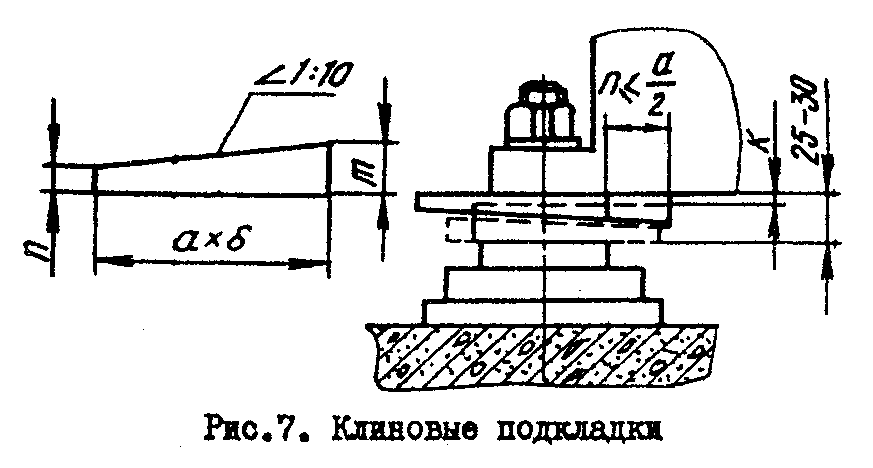 ∠1:10
n
m
a×δ
n≤a/2
К
25-30
Рис.7. Клиновые подкладки